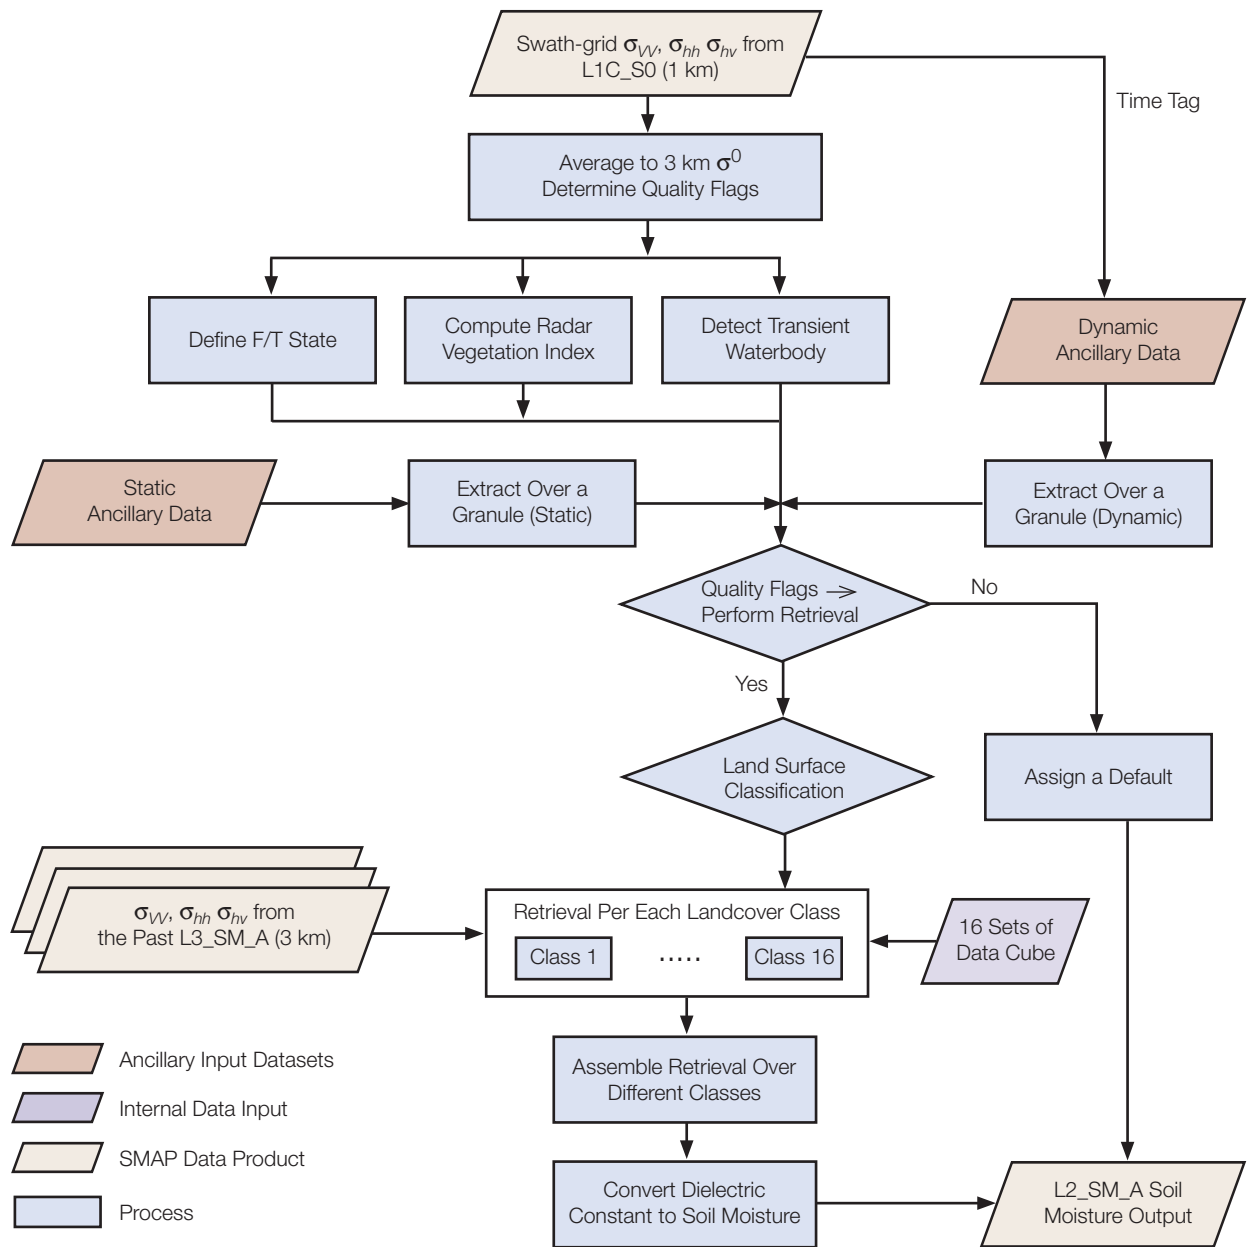 Swath-grid σVV, σhh σhv from
L1C_S0 (1 km)
Time Tag
Average to 3 km σ0
Determine Quality Flags
Define F/T State
Compute Radar
Vegetation Index
Detect Transient
Waterbody
Dynamic
Ancillary Data
Static
Ancillary Data
Extract Over a
Granule (Static)
Extract Over a
Granule (Dynamic)
Quality Flags →
Perform Retrieval
No
Yes
Land Surface
Classification
Assign a Default
σVV, σhh σhv from
the Past L3_SM_A (3 km)
Retrieval Per Each Landcover Class
Class 1 ..... Class 16
16 Sets of
Data Cube
Ancillary Input Datasets
Internal Data Input
SMAP Data Product
Process
Assemble Retrieval Over
Different Classes
Convert Dielectric
Constant to Soil Moisture
L2_SM_A Soil
Moisture Output